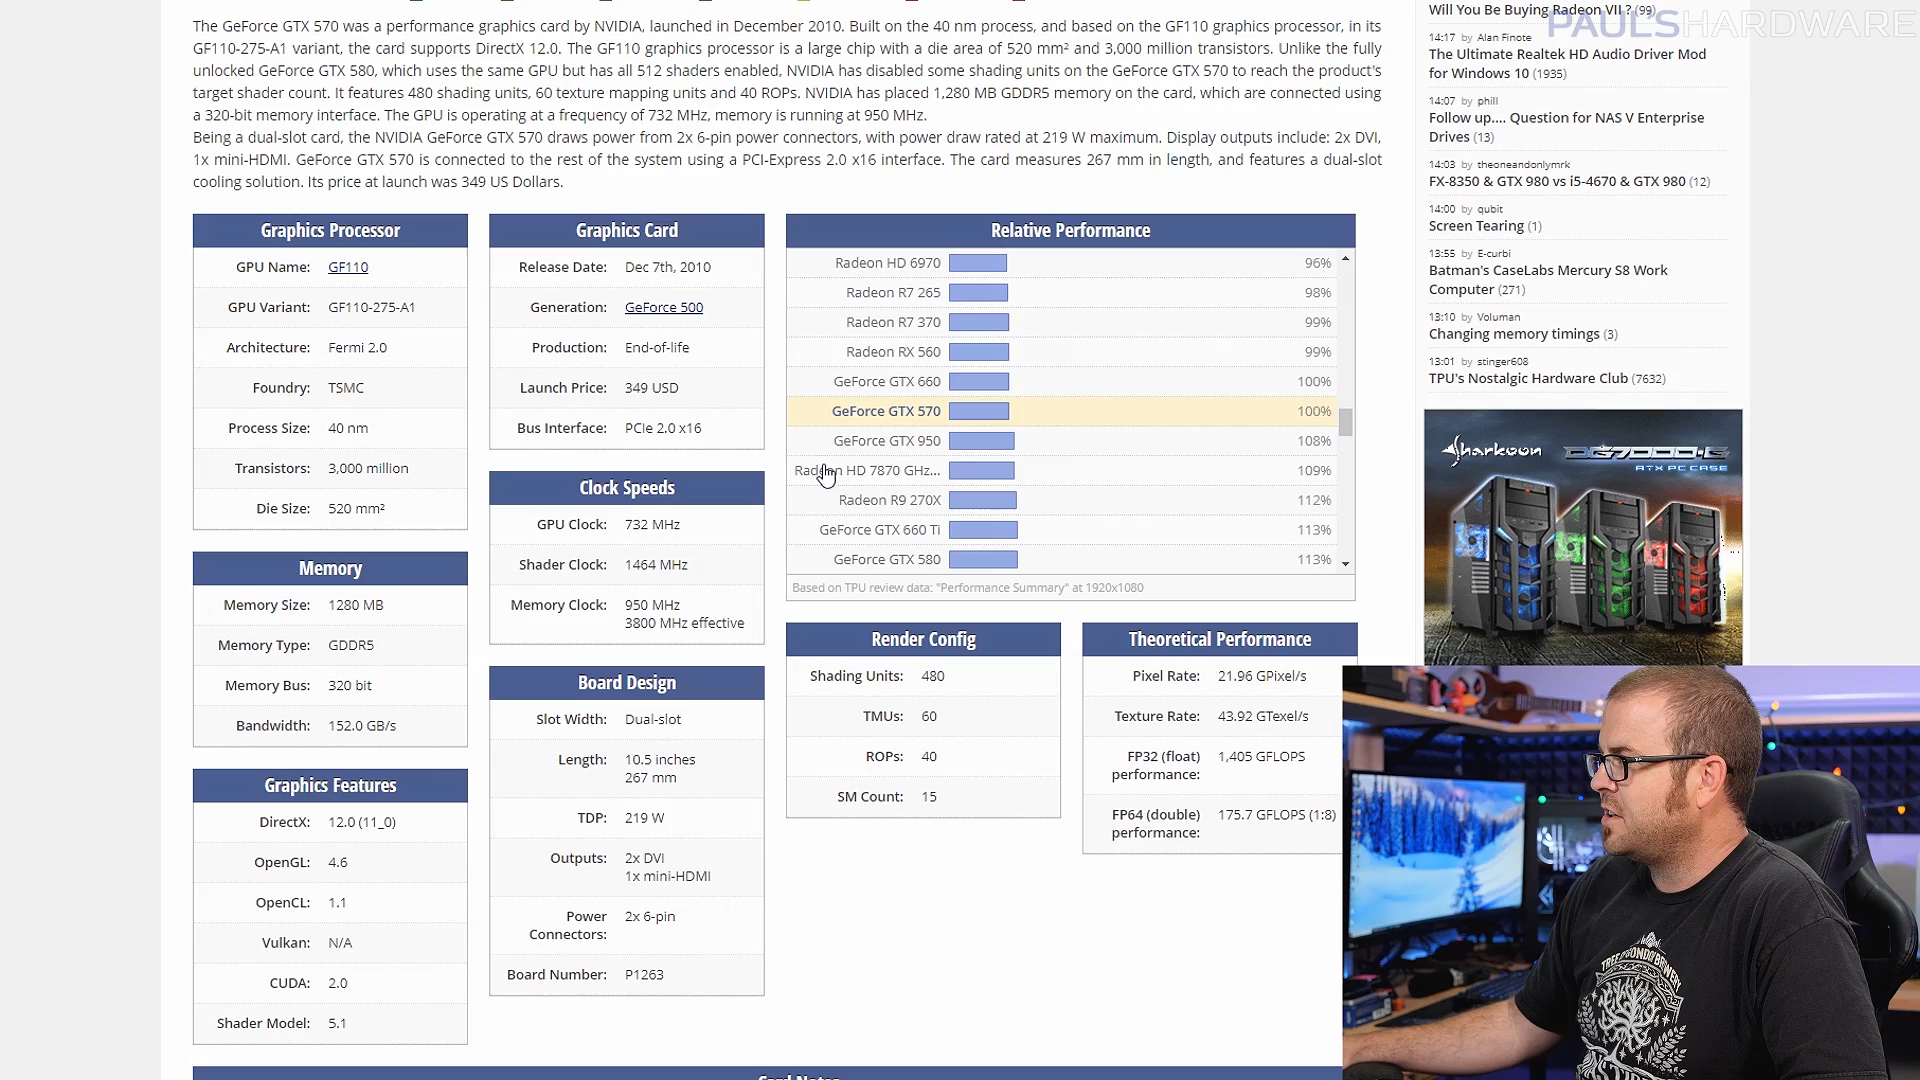 PAUL'S HARDWARE
The GeForce GTX 570 was a performance graphics card by NVIDIA, launched in December 2010. Built on the 40 nm process, and based on the GF110 graphics processor, in its
GF110-275-A1 variant, the card supports DirectX 12.0. The GF110 graphics processor is a large chip with a die area of 520 mm² and 3,000 million transistors. Unlike the fully
unlocked GeForce GTX 580, which uses the same GPU but has all 512 shaders enabled, NVIDIA has disabled some shading units on the GeForce GTX 570 to reach the product's
target shader count. It features 480 shading units, 60 texture mapping units and 40 ROPs. NVIDIA has placed 1,280 MB GDDR5 memory on the card, which are connected using
a 320-bit memory interface. The GPU is operating at a frequency of 732 MHz, memory is running at 950 MHz.
Being a dual-slot card, the NVIDIA GeForce GTX 570 draws power from 2x 6-pin power connectors, with power draw rated at 219 W maximum. Display outputs include: 2x DVI,
1x mini-HDMI. GeForce GTX 570 is connected to the rest of the system using a PCI-Express 2.0 x16 interface. The card measures 267 mm in length, and features a dual-slot
cooling solution. Its price at launch was 349 US Dollars.
Graphics Processor
GPU Name: GF110
GPU Variant: GF110-275-A1
Architecture: Fermi 2.0
Foundry: TSMC
Process Size: 40 nm
Transistors: 3,000 million
Die Size: 520 mm²
Memory
Memory Size: 1280 MB
Memory Type: GDDR5
Memory Bus: 320 bit
Bandwidth: 152.0 GB/s
Graphics Features
DirectX: 12.0 (11_0)
OpenGL: 4.6
OpenCL: 1.1
Vulkan: N/A
CUDA: 2.0
Shader Model: 5.1
Graphics Card
Release Date: Dec 7th, 2010
Generation: GeForce 500
Production: End-of-life
Launch Price: 349 USD
Bus Interface: PCIe 2.0 x16
Clock Speeds
GPU Clock: 732 MHz
Shader Clock: 1464 MHz
Memory Clock: 950 MHz
3800 MHz effective
Board Design
Slot Width: Dual-slot
Length: 10.5 inches
267 mm
TDP: 219 W
Outputs: 2x DVI
1x mini-HDMI
Power Connectors: 2x 6-pin
Board Number: P1263
Relative Performance
Radeon HD 6970 96%
Radeon R7 265 98%
Radeon R7 370 99%
Radeon RX 560 99%
GeForce GTX 660 100%
GeForce GTX 570 100%
GeForce GTX 950 108%
Radeon HD 7870 GHz... 109%
Radeon R9 270X 112%
GeForce GTX 660 Ti 113%
GeForce GTX 580 113%
Based on TPU review data: "Performance Summary" at 1920x1080
Render Config
Shading Units: 480
TMUs: 60
ROPs: 40
SM Count: 15
Theoretical Performance
Pixel Rate: 21.96 GPixel/s
Texture Rate: 43.92 GTexel/s
FP32 (float) performance: 1,405 GFLOPS
FP64 (double) performance: 175.7 GFLOPS (1:8)
Will You Be Buying Radeon VII ? (99)
14:17 by Alan Finote
The Ultimate Realtek HD Audio Driver Mod
for Windows 10 (1935)
14:07 by phill
Follow up.... Question for NAS V Enterprise
Drives (13)
14:03 by theoneandonlymrk
FX-8350 & GTX 980 vs i5-4670 & GTX 980 (12)
14:00 by qubit
Screen Tearing (1)
13:55 by E-curbi
Batman's CaseLabs Mercury S8 Work
Computer (271)
13:10 by Voluman
Changing memory timings (3)
13:01 by stinger608
TPU's Nostalgic Hardware Club (7632)
Sharkoon DG7000-G
ATX PC CASE